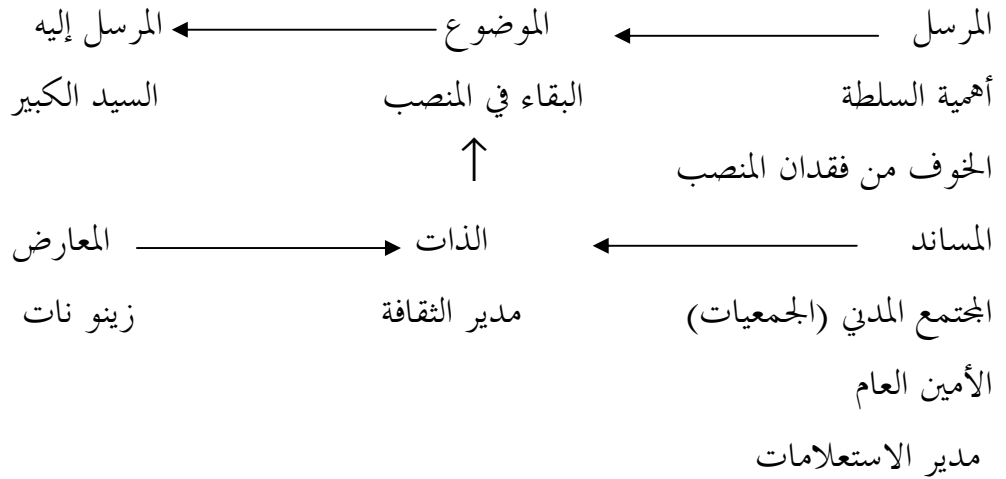 المرسل الموضوع المرسل إليه
أهمية السلطة البقاء في المنصب السيد الكبير
الخوف من فقدان المنصب
المساند الذات المعارض
المجتمع المدني (الجمعيات) مدير الثقافة زينو نات
الأمين العام
مدير الاستعلامات